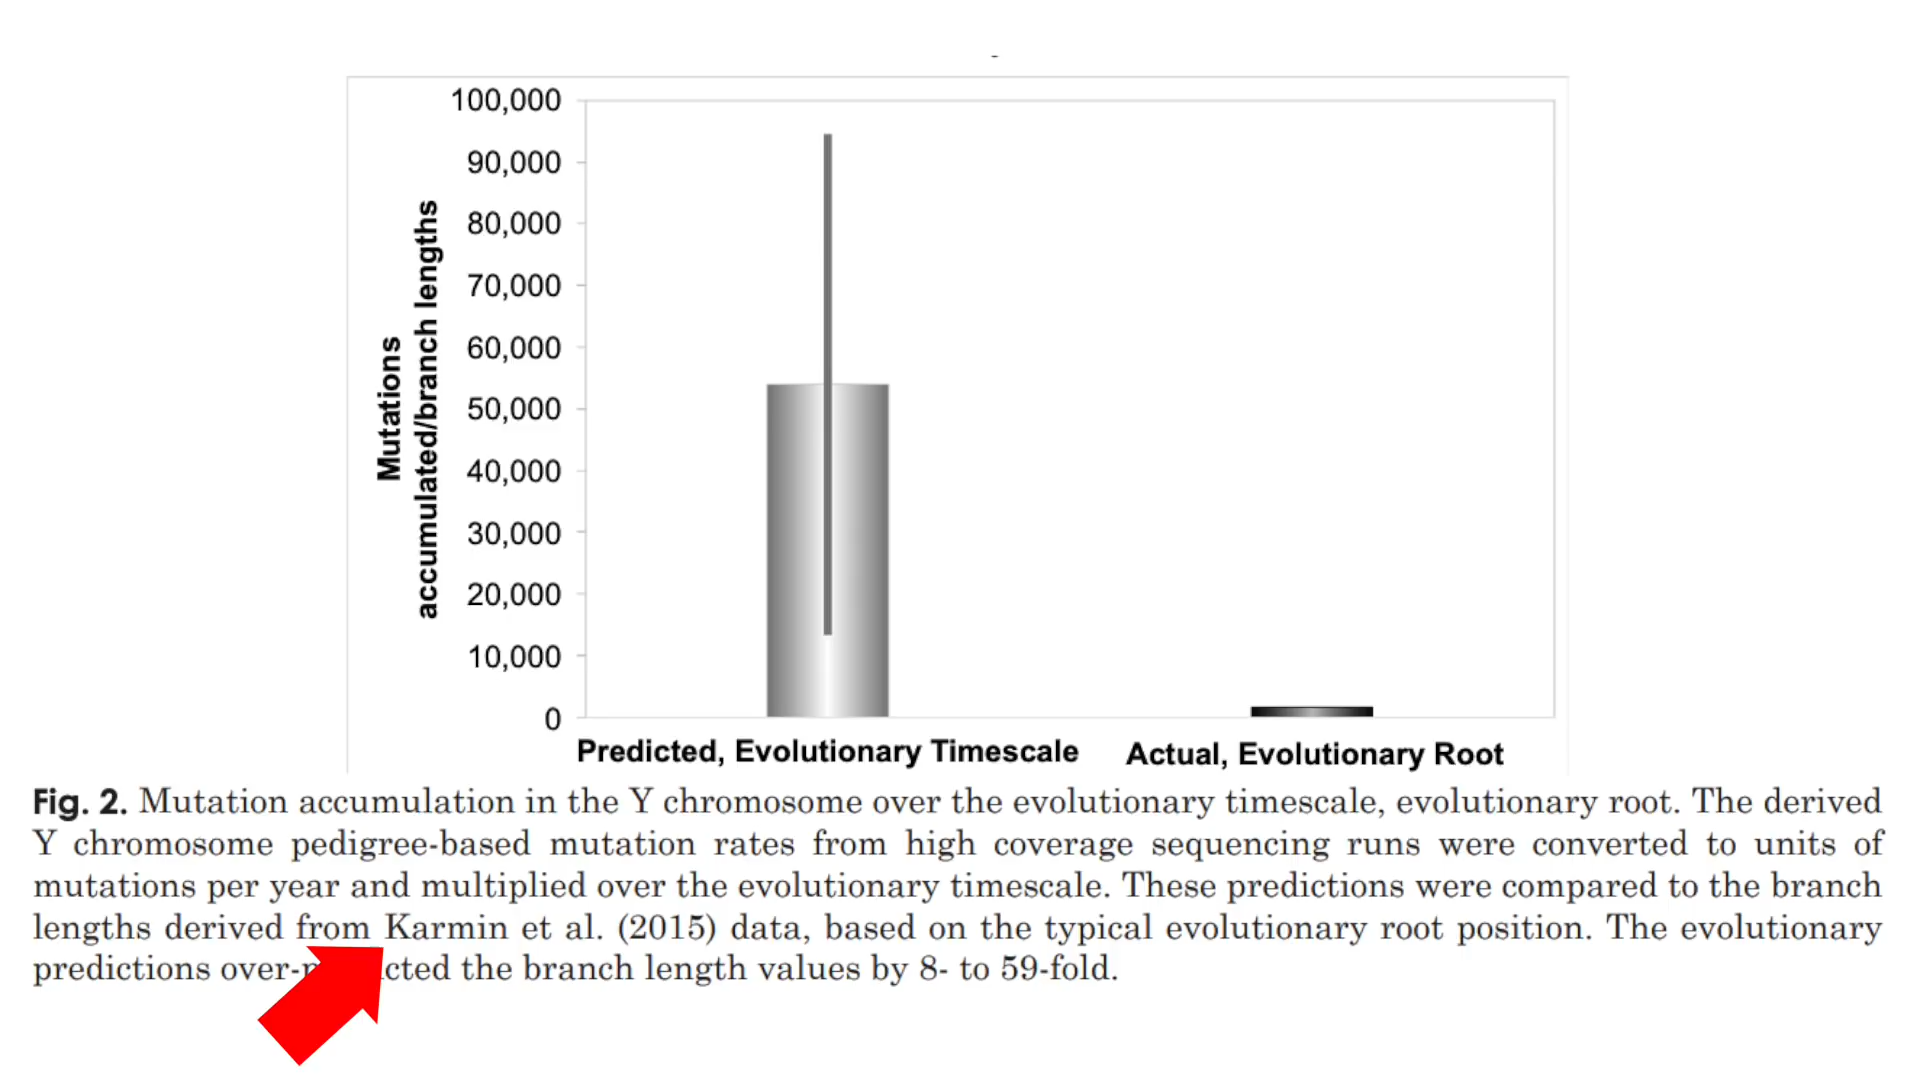 100,000
90,000
80,000
70,000
60,000
50,000
40,000
30,000
20,000
10,000
0
Mutations
accumulated/branch lengths
Predicted, Evolutionary Timescale
Actual, Evolutionary Root
Fig. 2. Mutation accumulation in the Y chromosome over the evolutionary timescale, evolutionary root. The derived
Y chromosome pedigree-based mutation rates from high coverage sequencing runs were converted to units of
mutations per year and multiplied over the evolutionary timescale. These predictions were compared to the branch
lengths derived from Karmin et al. (2015) data, based on the typical evolutionary root position. The evolutionary
predictions the branch length values by 8- to 59-fold.